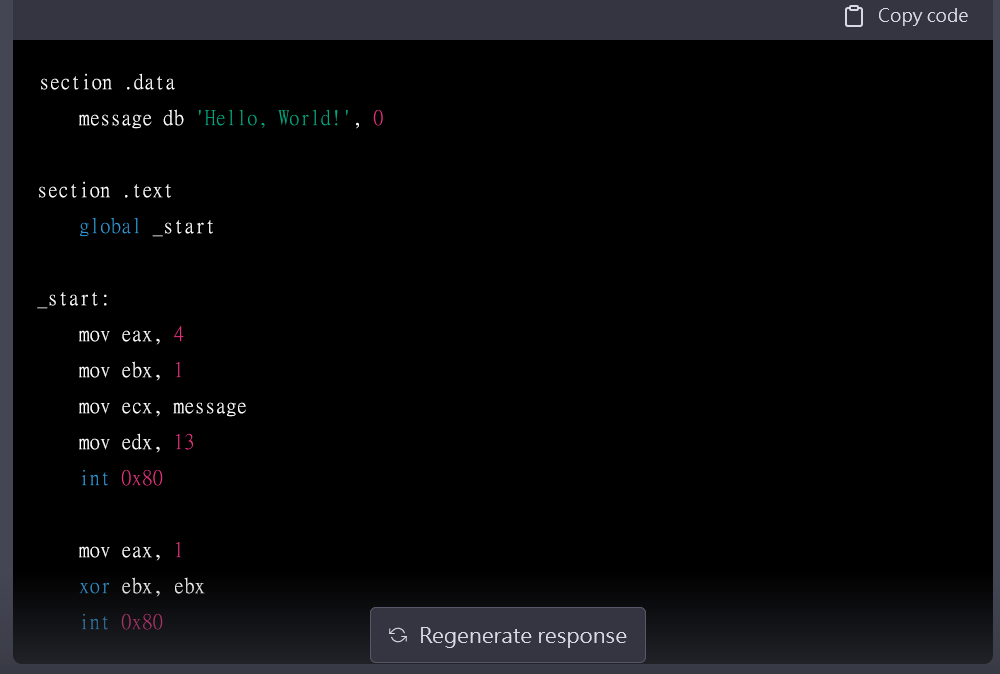 Copy code
section .data
    message db 'Hello, World!', 0
section .text
    global _start
_start:
    mov eax, 4
    mov ebx, 1
    mov ecx, message
    mov edx, 13
    int 0x80
    mov eax, 1
    xor ebx, ebx
    int 0x80
Regenerate response